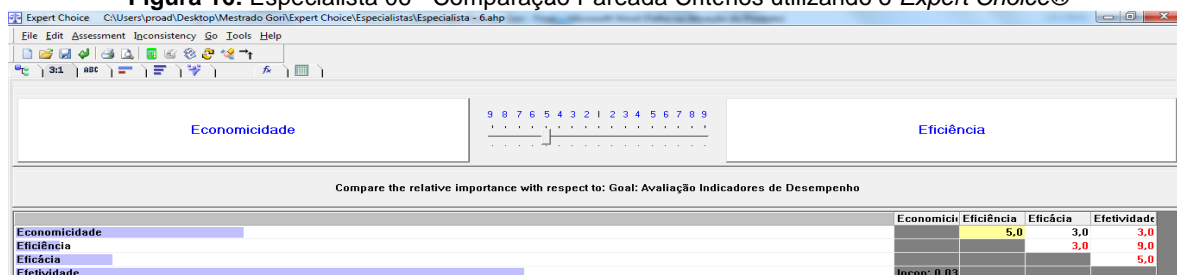 Figura 16: Especialista 06 - Comparação Pareada Critérios utilizando o Expert Choice®
Expert Choice C:\Users\proad\Desktop\Mestrado Gori\Expert Choice\Especialistas\Especialista - 6.ahp
File Edit Assessment Inconsistency Go Tools Help
3:1 ABC fx
9 8 7 6 5 4 3 2 1 2 3 4 5 6 7 8 9
Economicidade Eficiência
Compare the relative importance with respect to: Goal: Avaliação Indicadores de Desempenho
Economici Eficiência Eficácia Efetividade
Economicidade 5,0 3,0 3,0
Eficiência 3,0 9,0
Eficácia 5,0
Efetividade Incon: 0,03